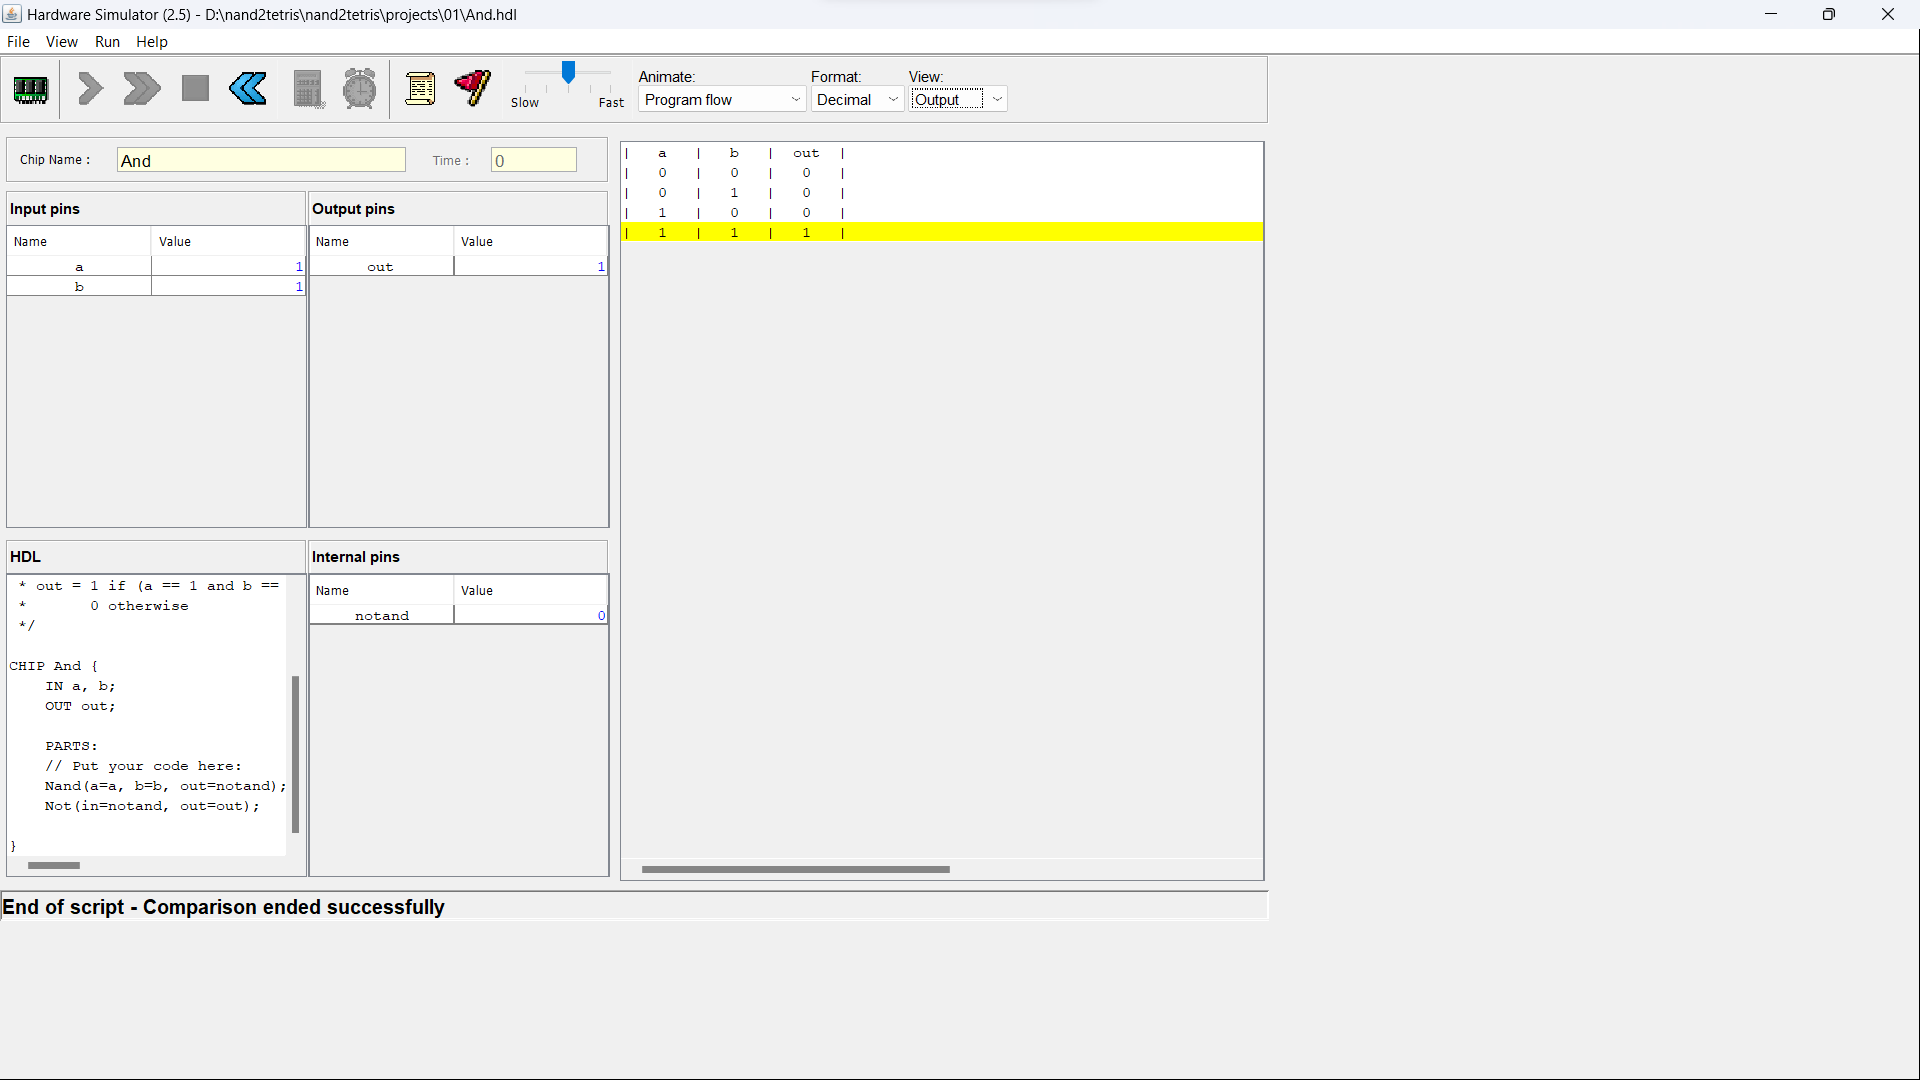 Hardware Simulator (2.5) - D:\nand2tetris\nand2tetris\projects\01\And.hdl
File View Run Help
Slow Fast
Animate:
Program flow
Format:
Decimal
View:
Output
Chip Name : And Time : 0
Input pins
Name Value
a 1
b 1
Output pins
Name Value
out 1
| a | b | out |
| 0 | 0 | 0 |
| 0 | 1 | 0 |
| 1 | 0 | 0 |
| 1 | 1 | 1 |
HDL
* out = 1 if (a == 1 and b ==
* 0 otherwise
*/
CHIP And {
IN a, b;
OUT out;
PARTS:
// Put your code here:
Nand(a=a, b=b, out=notand);
Not(in=notand, out=out);
}
Internal pins
Name Value
notand 0
End of script - Comparison ended successfully